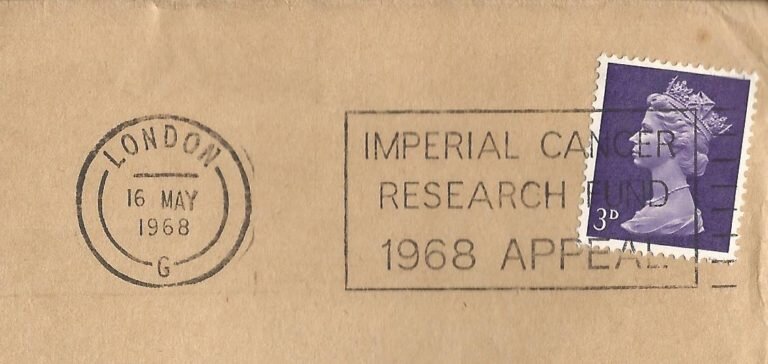 LONDON
16 MAY
1968
G
IMPERIAL CANCER
RESEARCH FUND
1968 APPEAL
3D